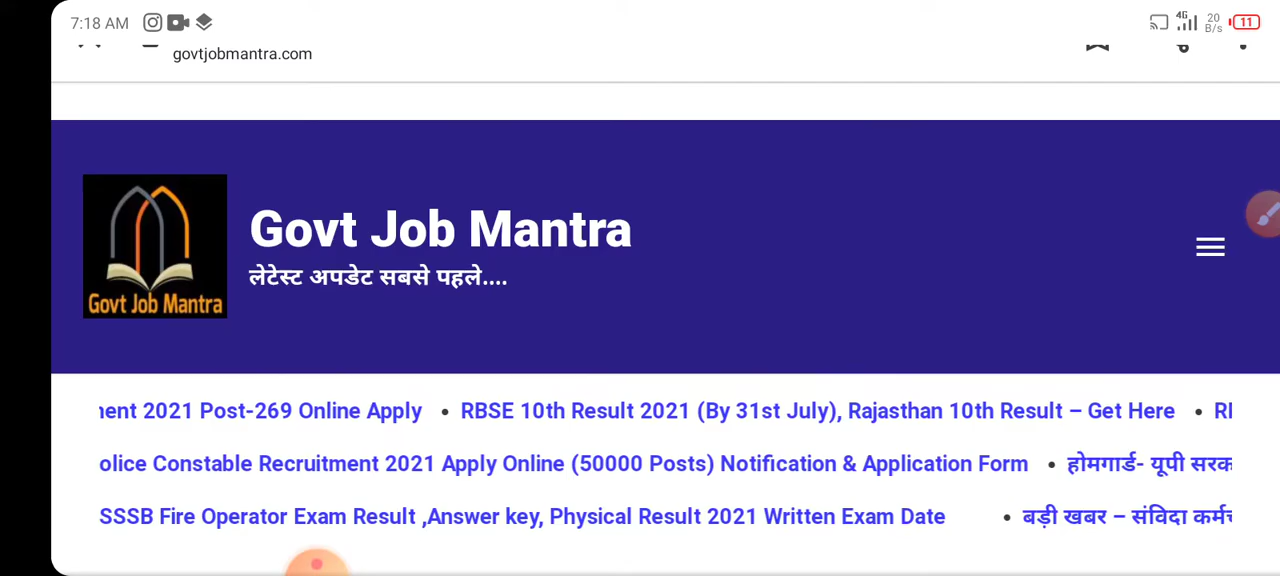 7:18 AM
4G 20 B/s 11
govtjobmantra.com
Govt Job Mantra
लेटेस्ट अपडेट सबसे पहले....
Govt Job Mantra
2021 Post-269 Online Apply • RBSE 10th Result 2021 (By 31st July), Rajasthan 10th Result – Get Here •
Constable Recruitment 2021 Apply Online (50000 Posts) Notification & Application Form • होमगार्ड- यूपी
SSSB Fire Operator Exam Result ,Answer key, Physical Result 2021 Written Exam Date • बड़ी खबर – संविदा